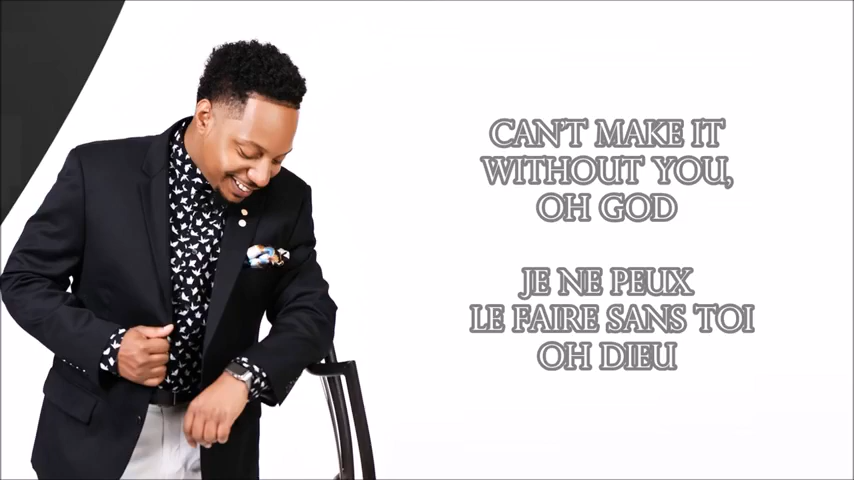 CAN'T MAKE IT
WITHOUT YOU,
OH GOD
JE NE PEUX
LE FAIRE SANS TOI
OH DIEU